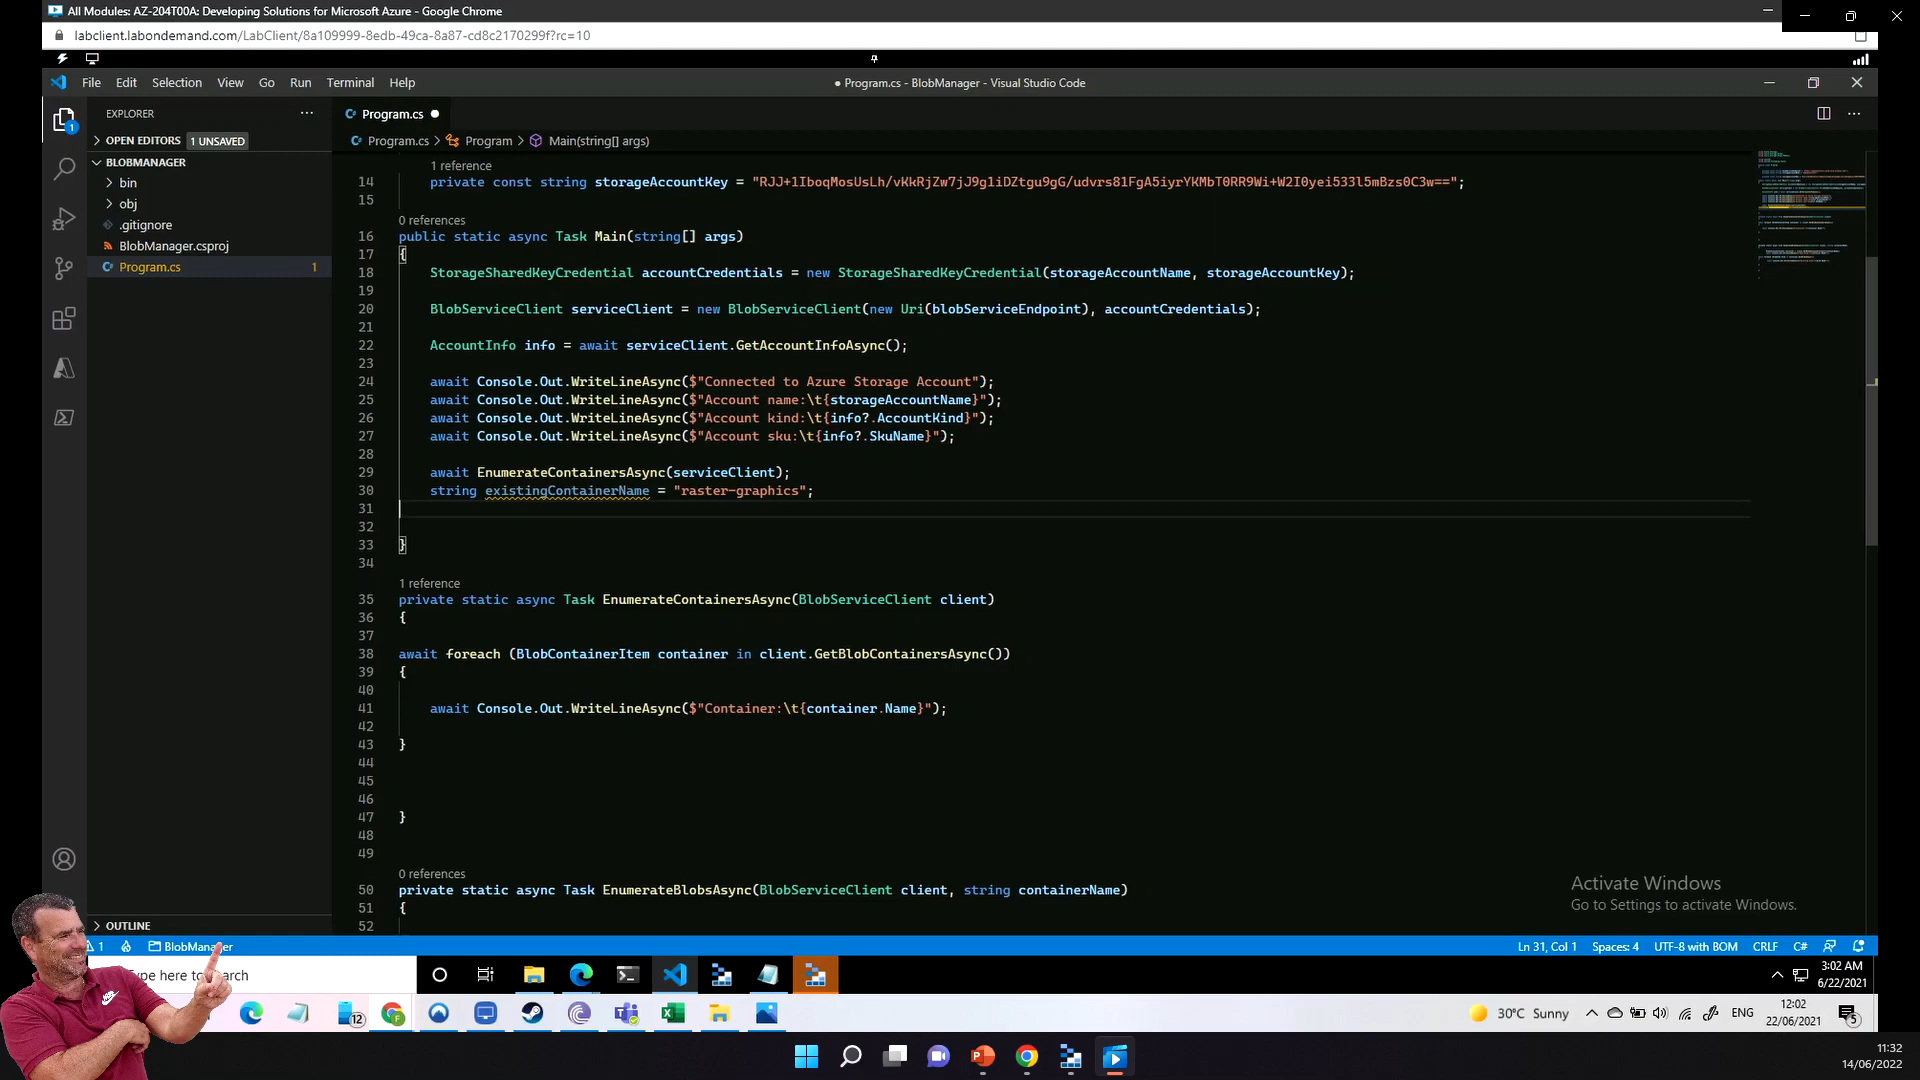 All Modules: AZ-204T00A: Developing Solutions for Microsoft Azure - Google Chrome
labclient.labondemand.com/LabClient/8a109999-8edb-49ca-8a87-cd8c2170299f?rc=10
File Edit Selection View Go Run Terminal Help
● Program.cs - BlobManager - Visual Studio Code
EXPLORER
Program.cs
OPEN EDITORS 1 UNSAVED
Program.cs > Program > Main(string[] args)
BLOBMANAGER
bin
obj
.gitignore
BlobManager.csproj
Program.cs 1
1 reference
14 private const string storageAccountKey = "RJJ+1IboqMosUsLh/vKkRjZw7jJ9g1iDZtgu9gG/udvrs81FgA5iyrYKMbT0RR9Wi+W2I0yei533l5mBzs0C3w==";
15
0 references
16 public static async Task Main(string[] args)
17 {
18 StorageSharedKeyCredential accountCredentials = new StorageSharedKeyCredential(storageAccountName, storageAccountKey);
19
20 BlobServiceClient serviceClient = new BlobServiceClient(new Uri(blobServiceEndpoint), accountCredentials);
21
22 AccountInfo info = await serviceClient.GetAccountInfoAsync();
23
24 await Console.Out.WriteLineAsync($"Connected to Azure Storage Account");
25 await Console.Out.WriteLineAsync($"Account name:\t{storageAccountName}");
26 await Console.Out.WriteLineAsync($"Account kind:\t{info?.AccountKind}");
27 await Console.Out.WriteLineAsync($"Account sku:\t{info?.SkuName}");
28
29 await EnumerateContainersAsync(serviceClient);
30 string existingContainerName = "raster-graphics";
31
32
33 }
34
1 reference
35 private static async Task EnumerateContainersAsync(BlobServiceClient client)
36 {
37
38 await foreach (BlobContainerItem container in client.GetBlobContainersAsync())
39 {
40
41 await Console.Out.WriteLineAsync($"Container:\t{container.Name}");
42
43 }
44
45
46
47 }
48
49
0 references
50 private static async Task EnumerateBlobsAsync(BlobServiceClient client, string containerName)
51 {
52
Activate Windows
Go to Settings to activate Windows.
OUTLINE
1 BlobManager
Ln 31, Col 1 Spaces: 4 UTF-8 with BOM CRLF C#
Type here to search
3:02 AM
6/22/2021
12
30°C Sunny
ENG
12:02
22/06/2021
5
11:32
14/06/2022